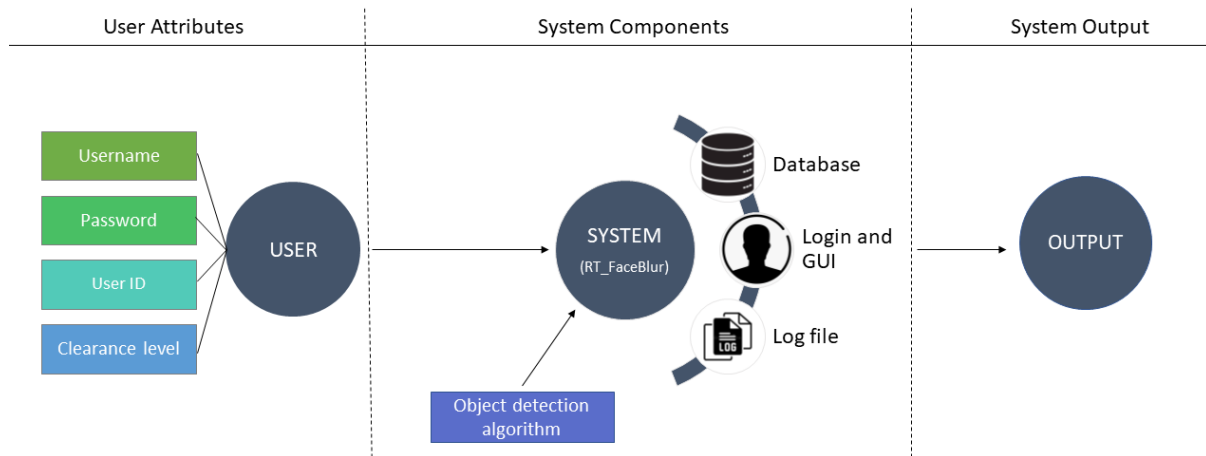 User Attributes
System Components
System Output
Username
Password
User ID
Clearance level
USER
SYSTEM
(RT_FaceBlur)
Object detection
algorithm
Database
Login and
GUI
LOG
Log file
OUTPUT